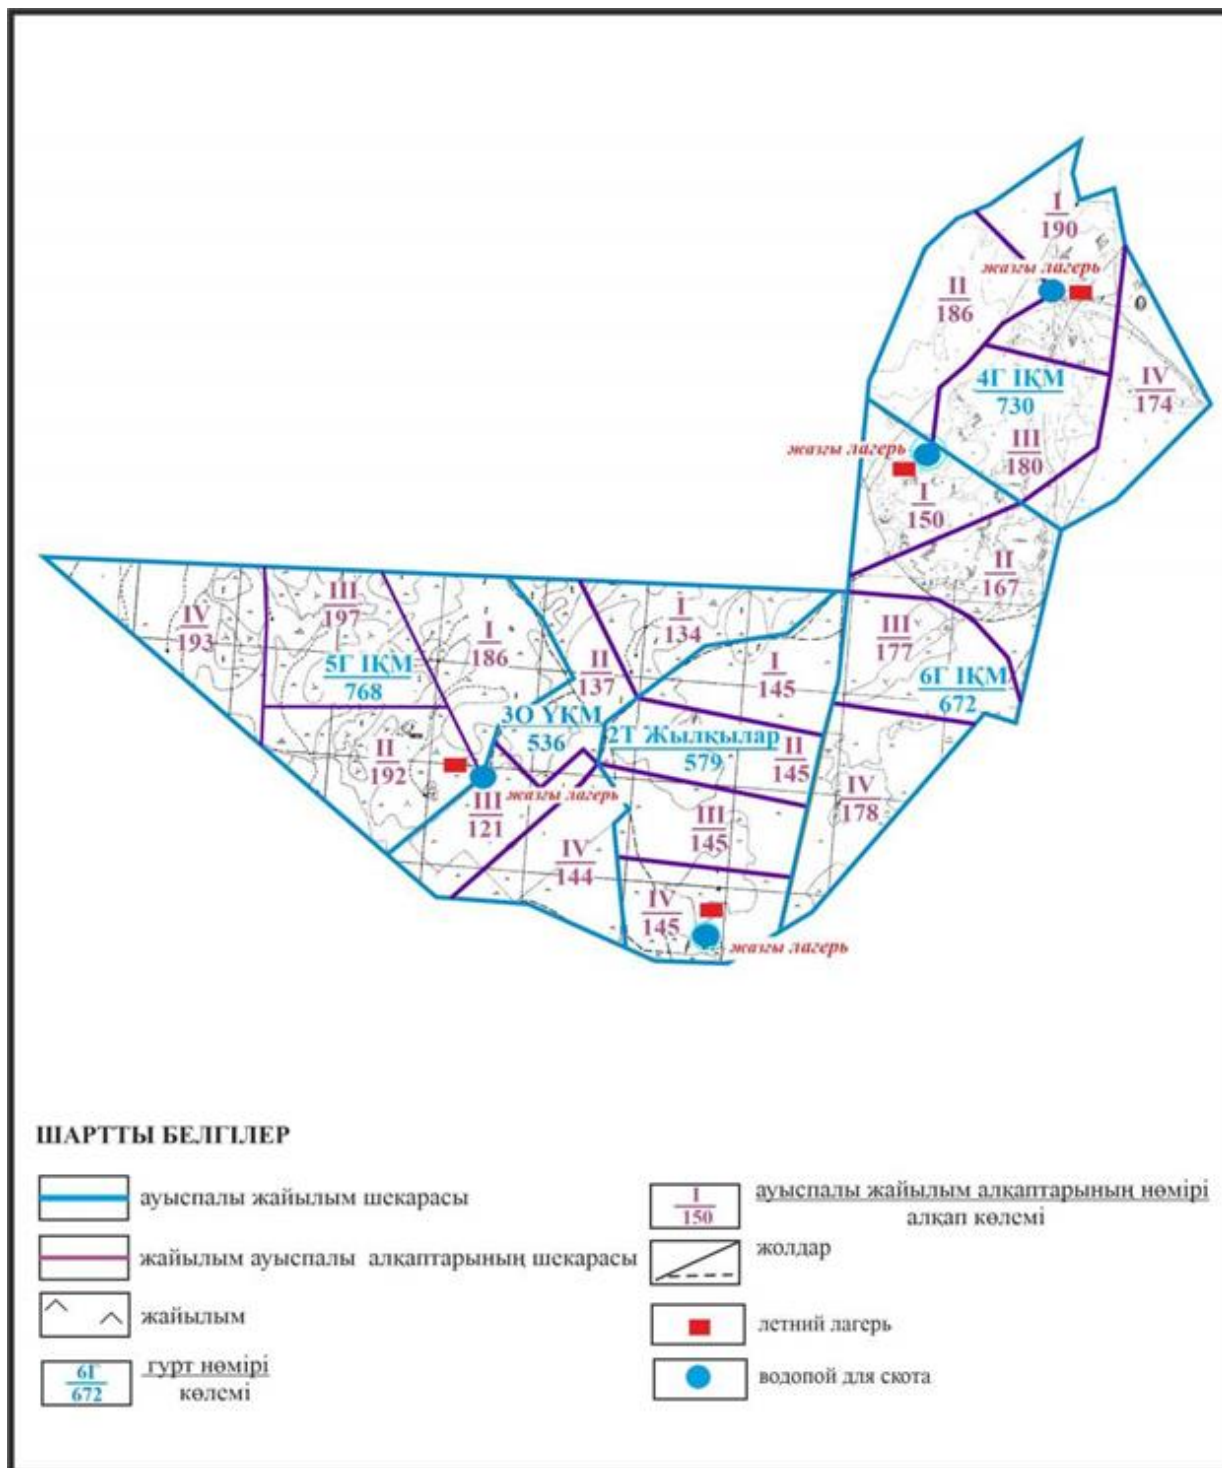 I
190
жазғы лагерь
II
186
4Г ІҚМ
730
IV
174
жазғы лагерь
III
180
I
150
II
167
IV
193
III
197
I
186
I
134
III
177
5Г ІҚМ
768
II
137
I
145
6Г ІҚМ
672
3О ҮҚМ
536
2Т Жылқылар
579
II
192
II
145
жазғы лагерь
III
121
IV
178
III
145
IV
144
IV
145
жазғы лагерь
ШАРТТЫ БЕЛГІЛЕР
ауыспалы жайылым шекарасы
жайылым ауыспалы алқаптарының шекарасы
жайылым
6Г
672
гурт нөмірі
көлемі
I
150
ауыспалы жайылым алқаптарының нөмірі
алқап көлемі
жолдар
летний лагерь
водопой для скота